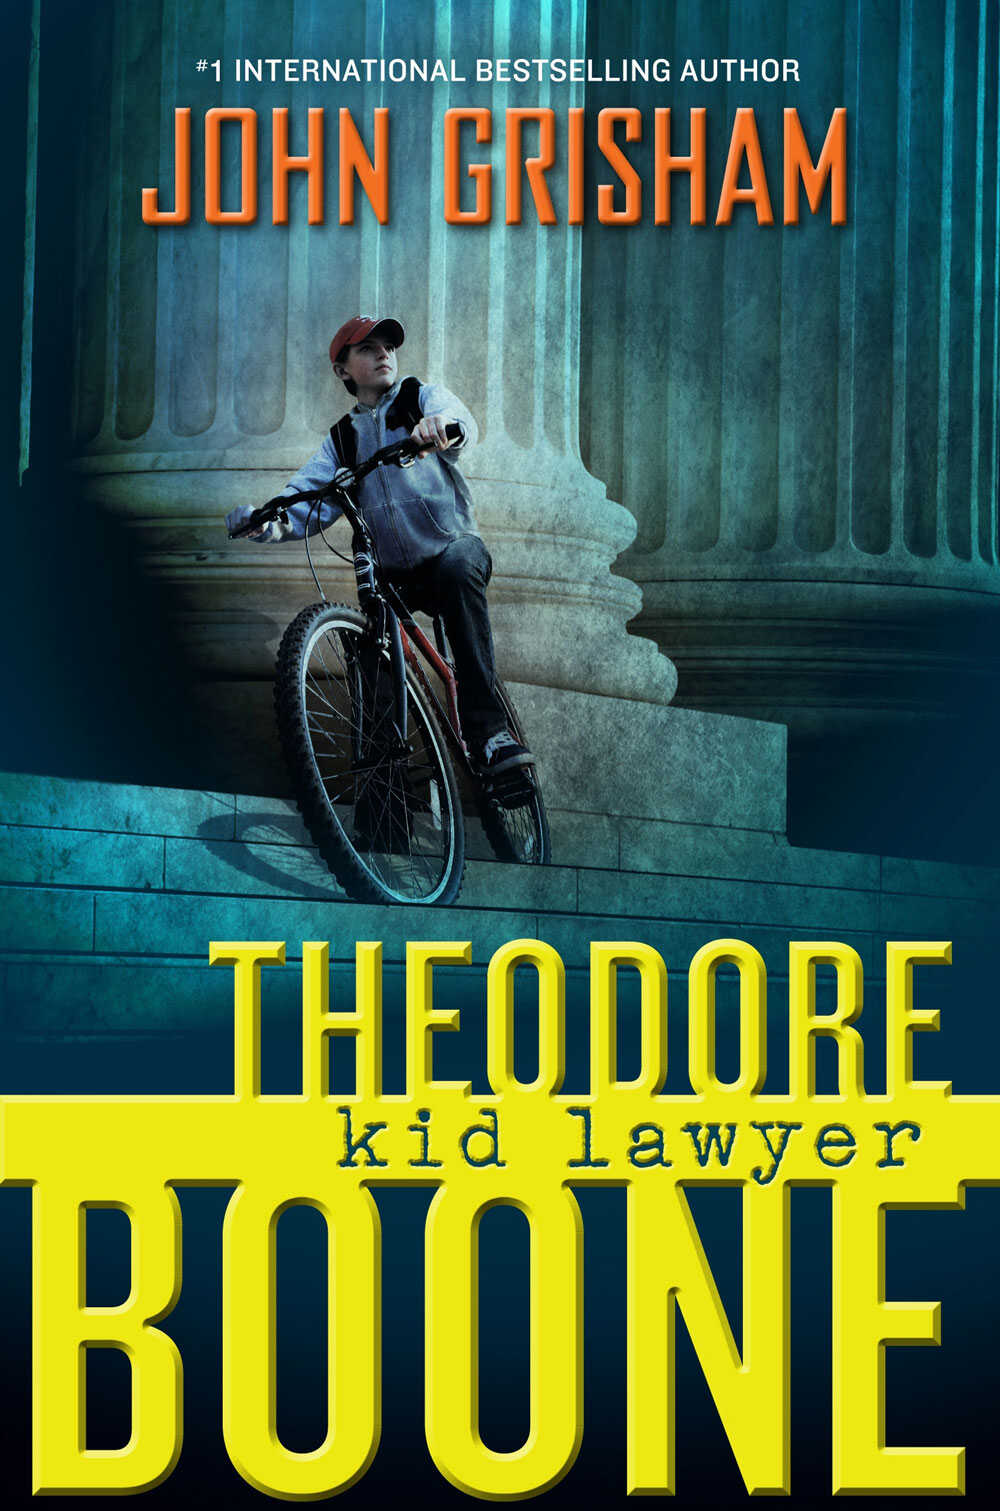 #1 INTERNATIONAL BESTSELLING AUTHOR
JOHN GRISHAM
THEODORE
kid lawyer
BOONE